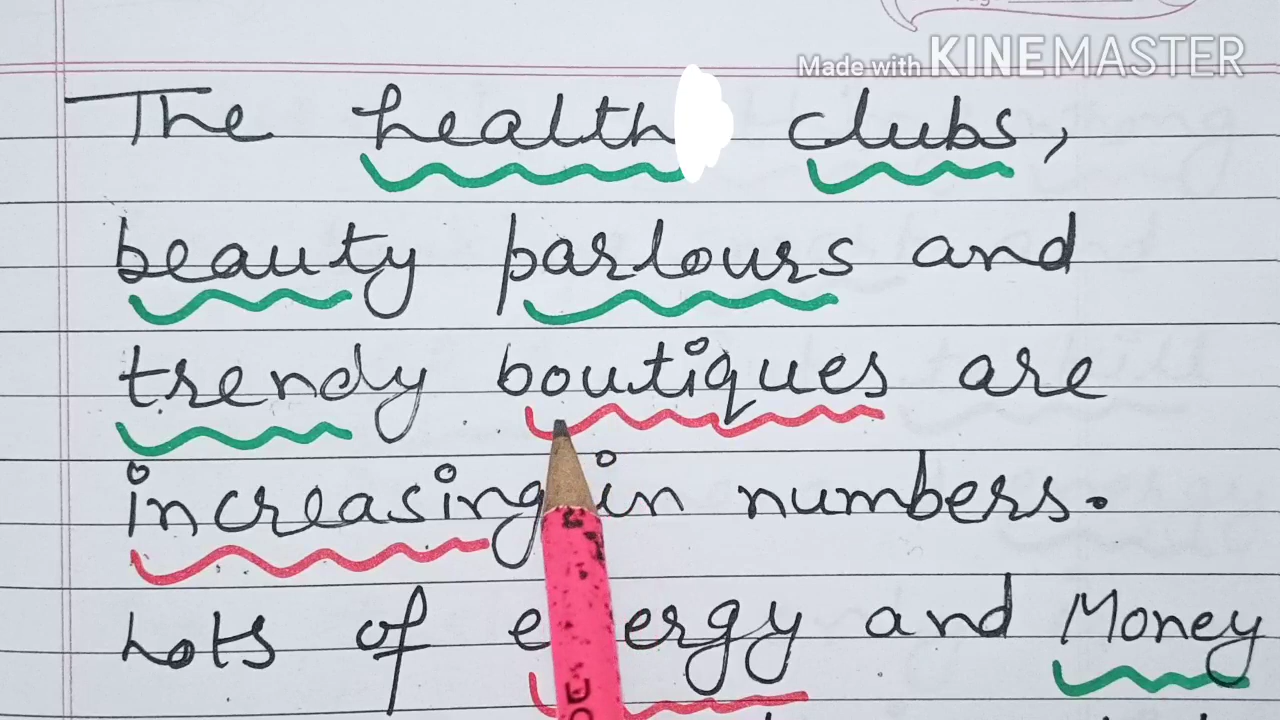 Made with KINEMASTER
The health clubs,
beauty parlours and
trendy boutiques are
increasing in numbers.
Lots of energy and Money